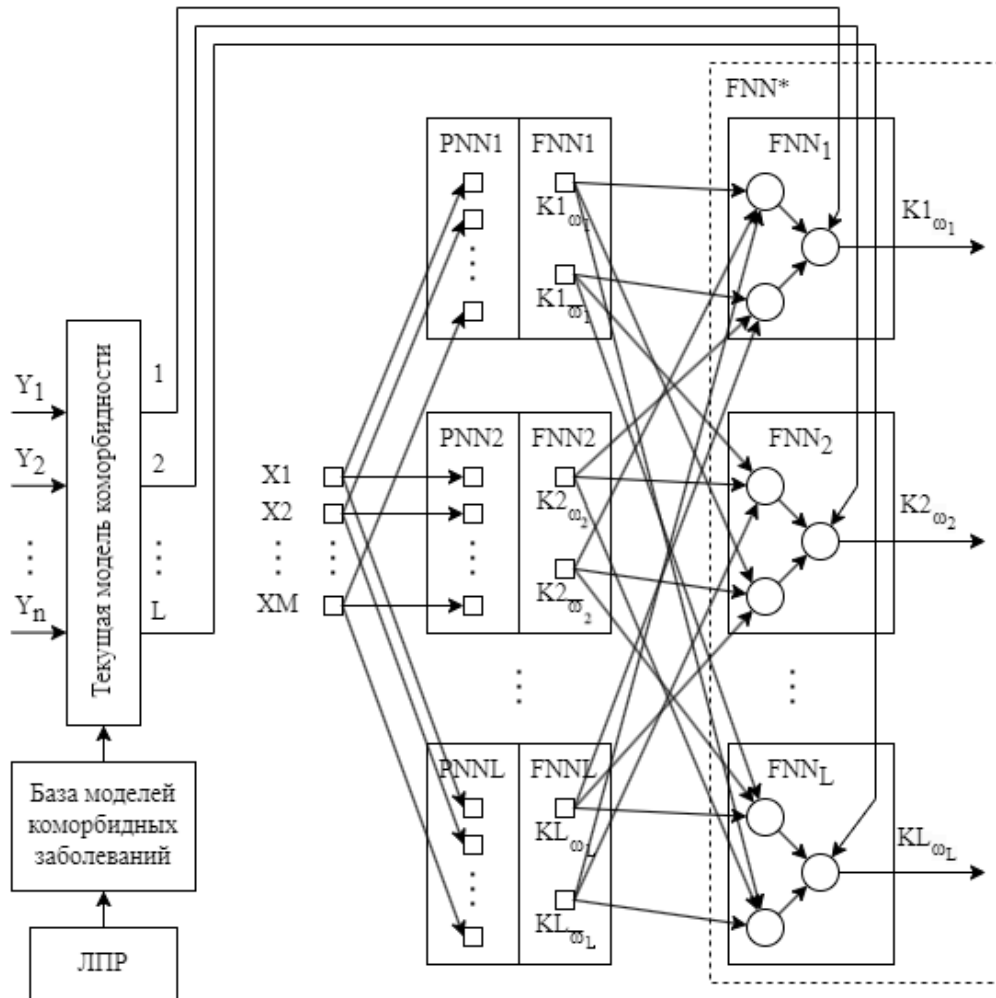 FNN*
PNN1
FNN1
K1ω1
K1ω̅1
FNN1
K1ω1
Текущая модель коморбидности
Y1
Y2
Yn
1
2
L
X1
X2
XM
PNN2
FNN2
K2ω2
K2ω̅2
FNN2
K2ω2
PNNL
FNNL
KLωL
KLω̅L
FNNL
KLωL
База моделей
коморбидных
заболеваний
ЛПР